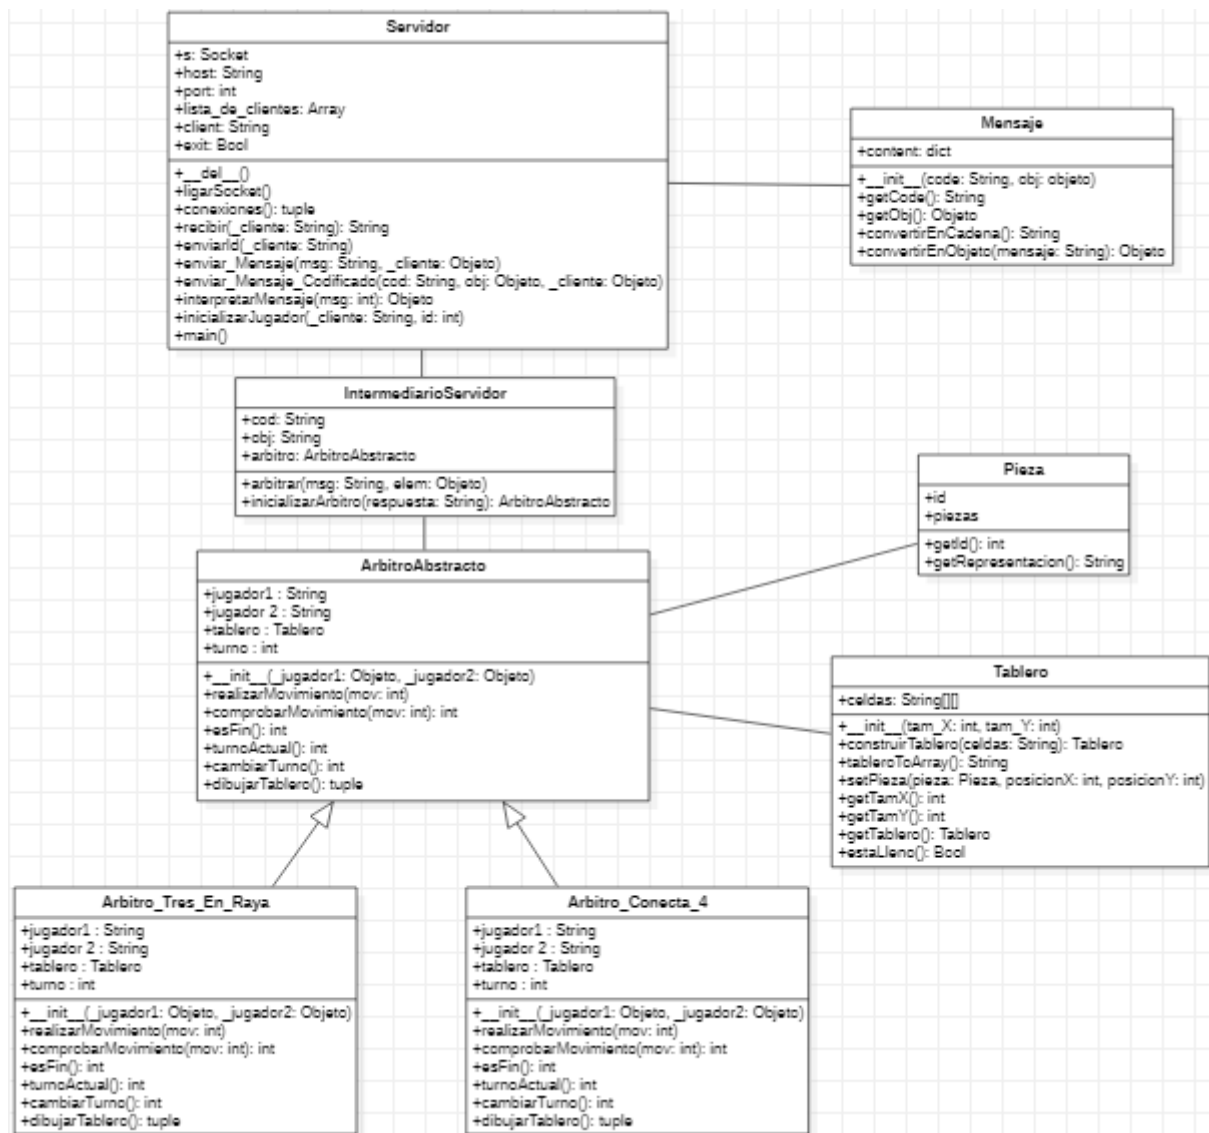 Servidor
+s: Socket
+host: String
+port: int
+lista_de_clientes: Array
+client: String
+exit: Bool
+__del__()
+ligarSocket()
+conexiones(): tuple
+recibir(_cliente: String): String
+enviarId(_cliente: String)
+enviar_Mensaje(msg: String, _cliente: Objeto)
+enviar_Mensaje_Codificado(cod: String, obj: Objeto, _cliente: Objeto)
+interpretarMensaje(msg: int): Objeto
+inicializarJugador(_cliente: String, id: int)
+main()
Mensaje
+content: dict
+__init__(code: String, obj: objeto)
+getCode(): String
+getObj(): Objeto
+convertirEnCadena(): String
+convertirEnObjeto(mensaje: String): Objeto
IntermediarioServidor
+cod: String
+obj: String
+arbitro: ArbitroAbstracto
+arbitrar(msg: String, elem: Objeto)
+inicializarArbitro(respuesta: String): ArbitroAbstracto
Pieza
+id
+piezas
+getId(): int
+getRepresentacion(): String
ArbitroAbstracto
+jugador1 : String
+jugador 2 : String
+tablero : Tablero
+turno : int
+__init__(_jugador1: Objeto, _jugador2: Objeto)
+realizarMovimiento(mov: int)
+comprobarMovimiento(mov: int): int
+esFin(): int
+turnoActual(): int
+cambiarTurno(): int
+dibujarTablero(): tuple
Tablero
+celdas: String[][]
+__init__(tam_X: int, tam_Y: int)
+construirTablero(celdas: String): Tablero
+tableroToArray(): String
+setPieza(pieza: Pieza, posicionX: int, posicionY: int)
+getTamX(): int
+getTamY(): int
+getTablero(): Tablero
+estaLleno(): Bool
Arbitro_Tres_En_Raya
+jugador1 : String
+jugador 2 : String
+tablero : Tablero
+turno : int
+__init__(_jugador1: Objeto, _jugador2: Objeto)
+realizarMovimiento(mov: int)
+comprobarMovimiento(mov: int): int
+esFin(): int
+turnoActual(): int
+cambiarTurno(): int
+dibujarTablero(): tuple
Arbitro_Conecta_4
+jugador1 : String
+jugador 2 : String
+tablero : Tablero
+turno : int
+__init__(_jugador1: Objeto, _jugador2: Objeto)
+realizarMovimiento(mov: int)
+comprobarMovimiento(mov: int): int
+esFin(): int
+turnoActual(): int
+cambiarTurno(): int
+dibujarTablero(): tuple